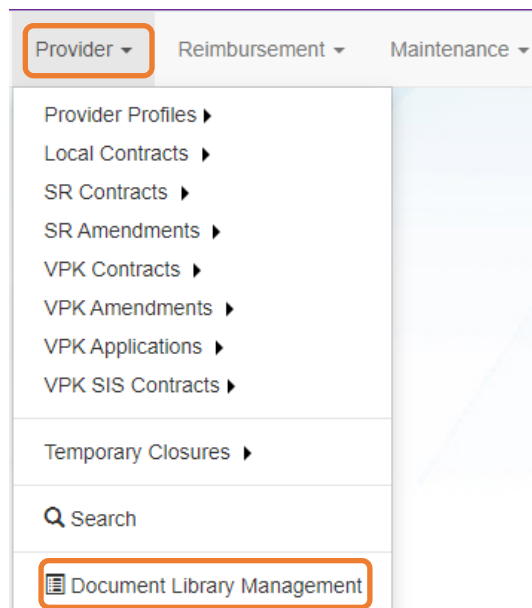 Provider Reimbursement Maintenance
Provider Profiles
Local Contracts
SR Contracts
SR Amendments
VPK Contracts
VPK Amendments
VPK Applications
VPK SIS Contracts
Temporary Closures
Search
Document Library Management